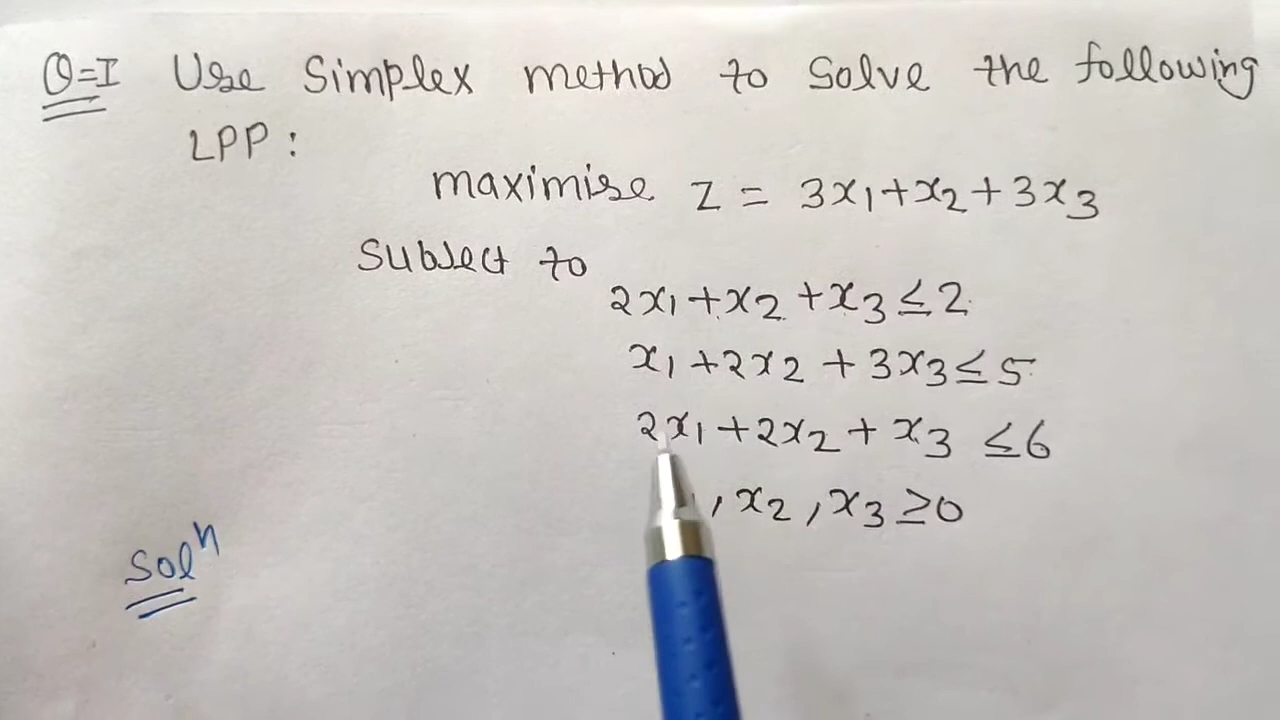 Q=I Use Simplex method to Solve the following
LPP:
maximise Z = 3x₁+x₂+3x₃
Subject to
2x₁+x₂+x₃≤2
x₁+2x₂+3x₃≤5
2x₁+2x₂+x₃≤6
,x₂,x₃≥0
Solⁿ